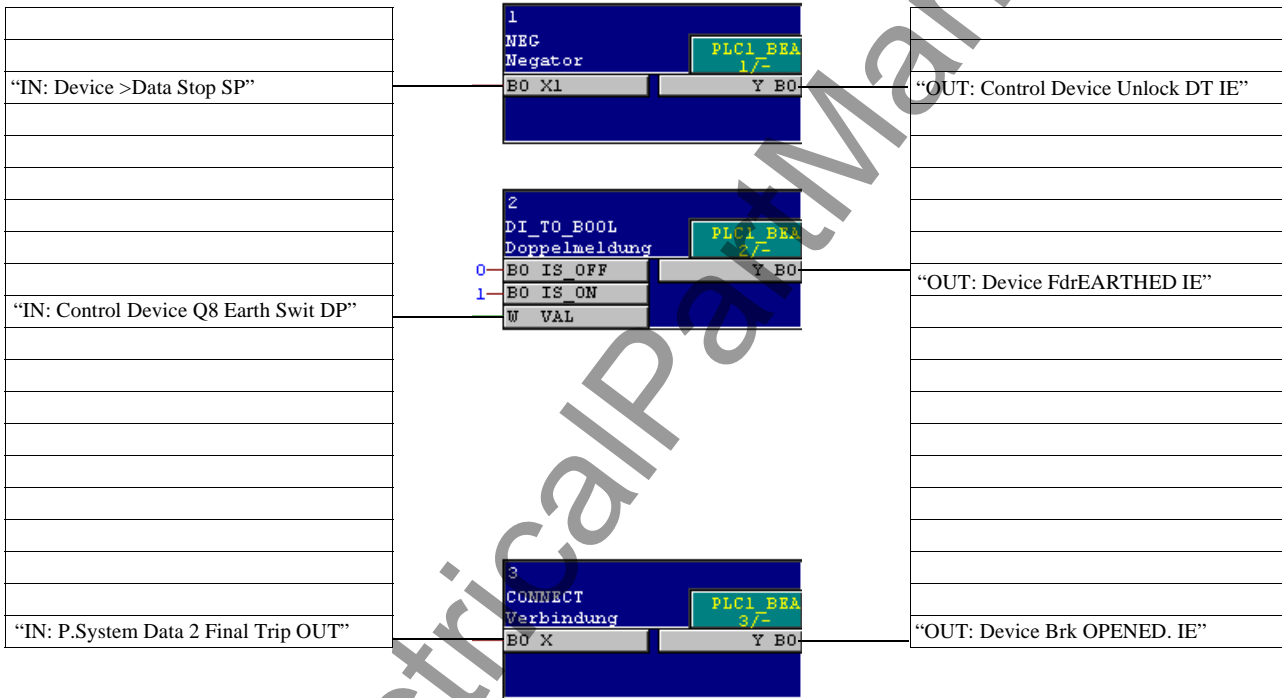 1
NEG
Negator
PLC1_BEA
1/-
"IN: Device >Data Stop SP"
BO X1
Y BO
"OUT: Control Device Unlock DT IE"
2
DI_TO_BOOL
Doppelmeldung
PLC1_BEA
2/-
0 BO IS_OFF
Y BO
"OUT: Device FdrEARTHED IE"
1 BO IS_ON
"IN: Control Device Q8 Earth Swit DP"
W VAL
3
CONNECT
Verbindung
PLC1_BEA
3/-
"IN: P.System Data 2 Final Trip OUT"
BO X
Y BO
"OUT: Device Brk OPENED. IE"
ctricalPartMan